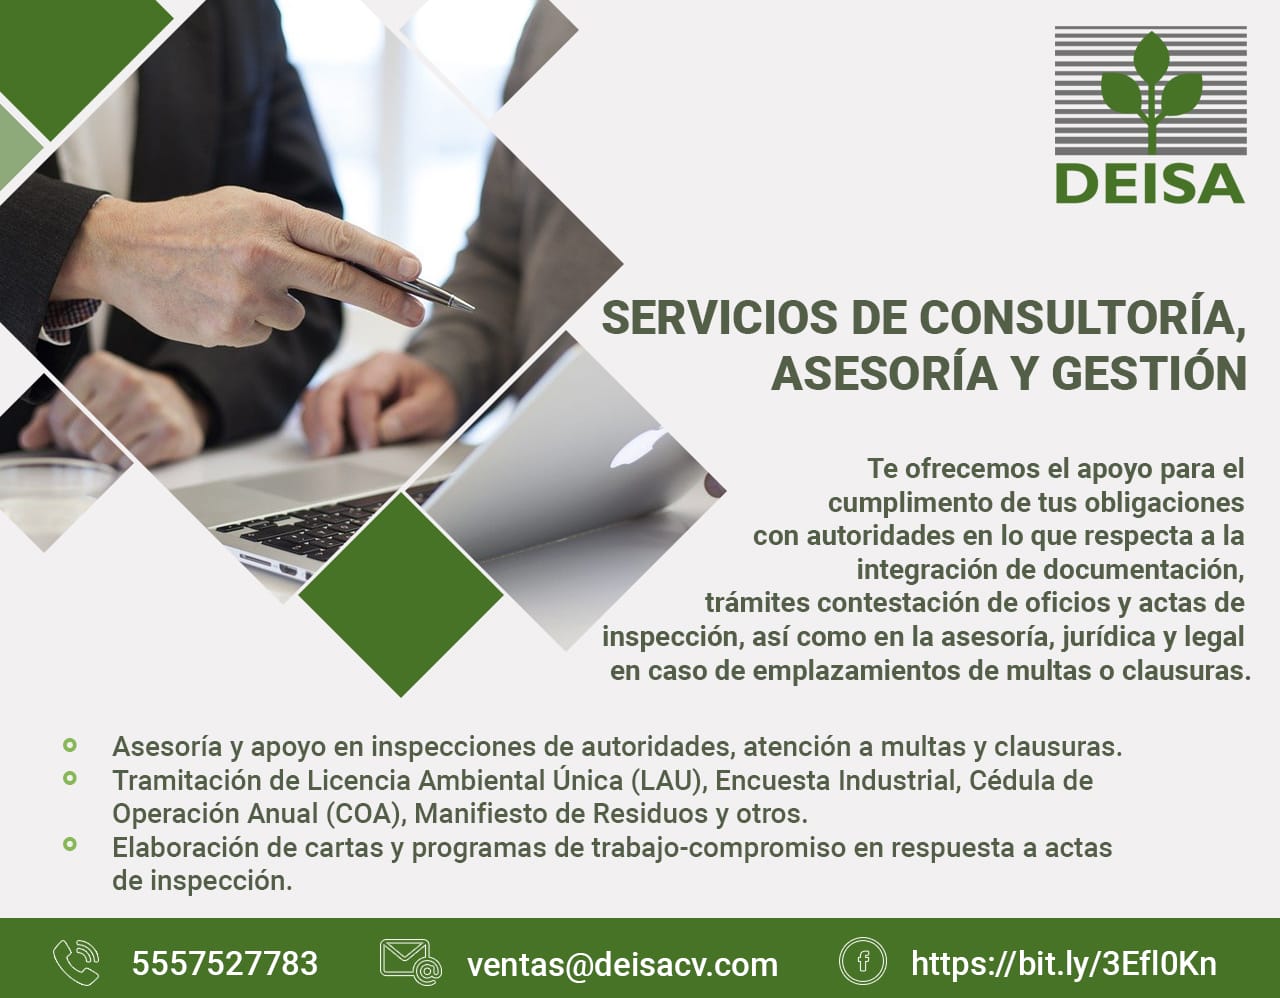 DEISA
SERVICIOS DE CONSULTORÍA,
ASESORÍA Y GESTIÓN
Te ofrecemos el apoyo para el
cumplimento de tus obligaciones
con autoridades en lo que respecta a la
integración de documentación,
trámites contestación de oficios y actas de
inspección, así como en la asesoría, jurídica y legal
en caso de emplazamientos de multas o clausuras.
Asesoría y apoyo en inspecciones de autoridades, atención a multas y clausuras.
Tramitación de Licencia Ambiental Única (LAU), Encuesta Industrial, Cédula de
Operación Anual (COA), Manifiesto de Residuos y otros.
Elaboración de cartas y programas de trabajo-compromiso en respuesta a actas
de inspección.
5557527783
ventas@deisacv.com
https://bit.ly/3Efl0Kn